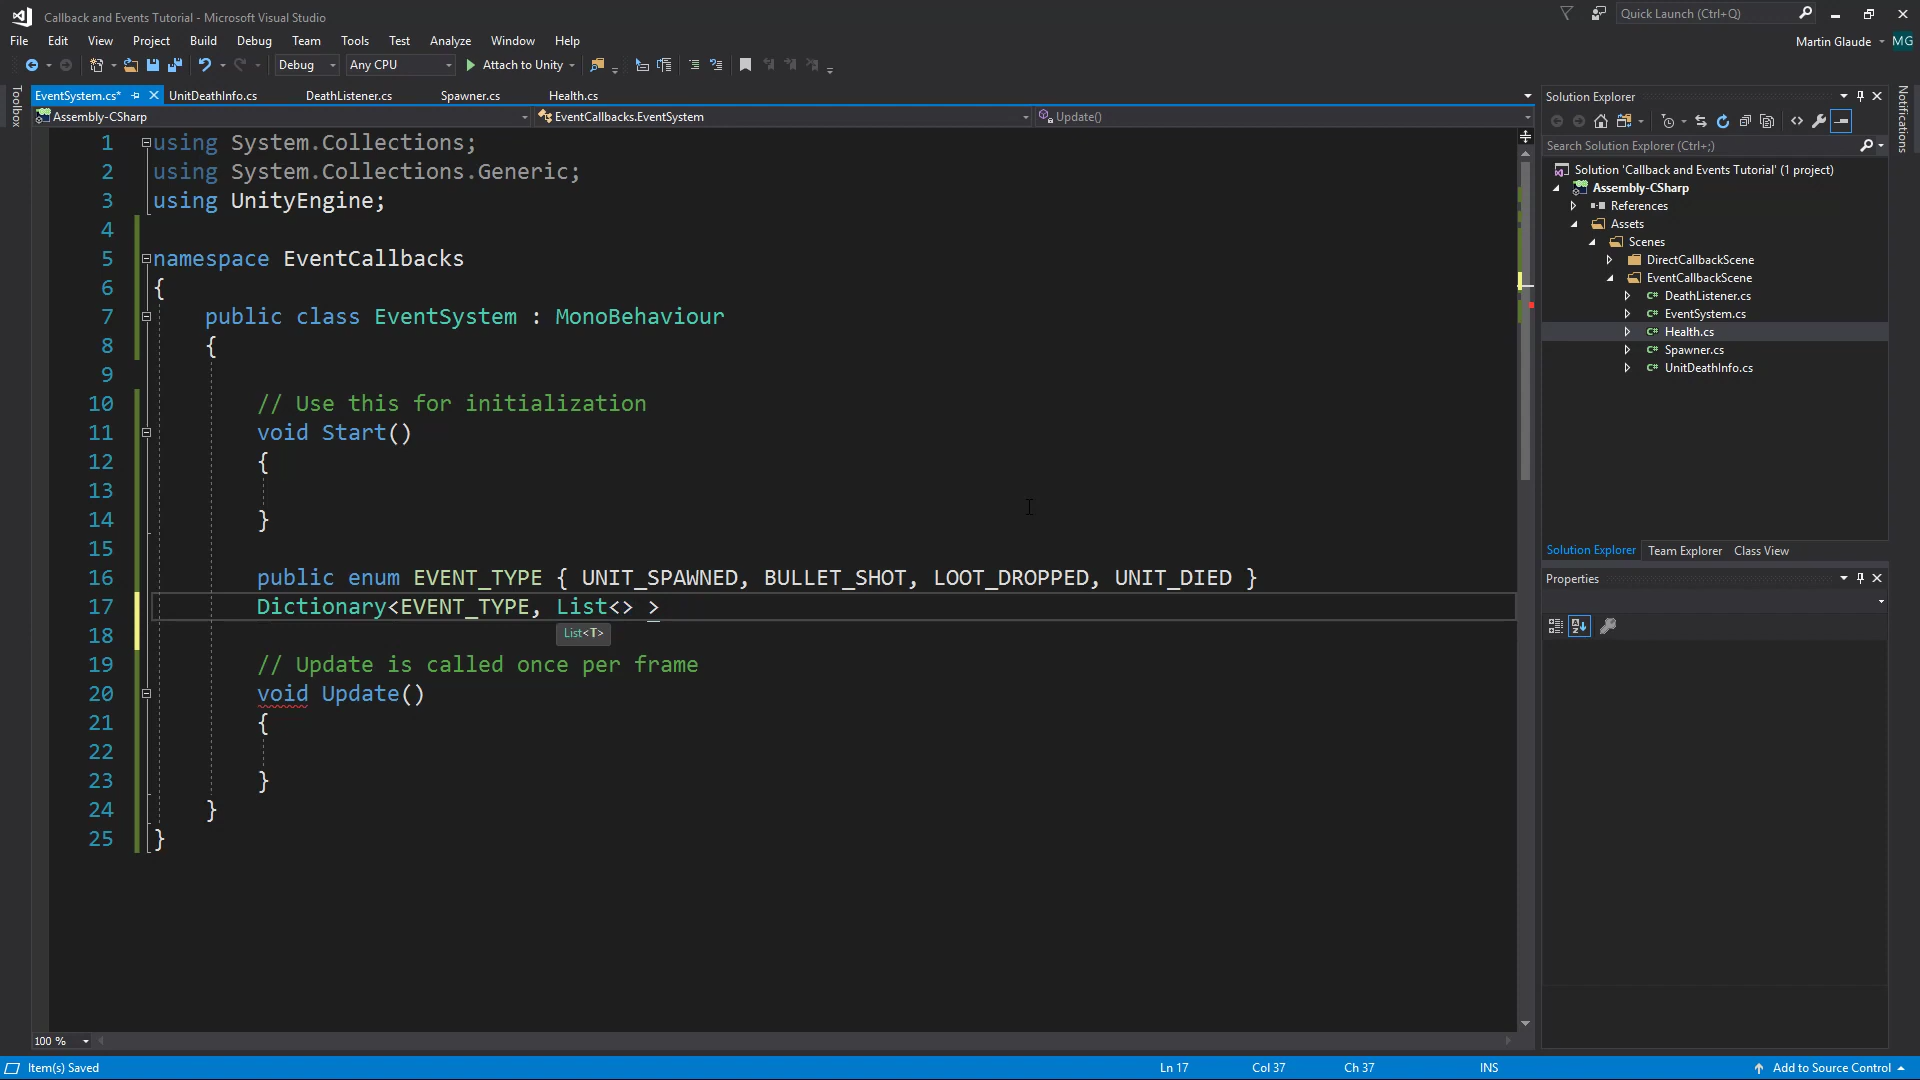 Callback and Events Tutorial - Microsoft Visual Studio
Quick Launch (Ctrl+Q)
File Edit View Project Build Debug Team Tools Test Analyze Window Help
Martin Glaude MG
Debug Any CPU Attach to Unity
Toolbox
EventSystem.cs* UnitDeathInfo.cs DeathListener.cs Spawner.cs Health.cs
Assembly-CSharp EventCallbacks.EventSystem Update()
1 using System.Collections;
2 using System.Collections.Generic;
3 using UnityEngine;
4
5 namespace EventCallbacks
6 {
7 public class EventSystem : MonoBehaviour
8 {
9
10 // Use this for initialization
11 void Start()
12 {
13
14 }
15
16 public enum EVENT_TYPE { UNIT_SPAWNED, BULLET_SHOT, LOOT_DROPPED, UNIT_DIED }
17 Dictionary<EVENT_TYPE, List<> >
List<T>
18
19 // Update is called once per frame
20 void Update()
21 {
22
23 }
24 }
25 }
100 %
Solution Explorer
Search Solution Explorer (Ctrl+;)
Solution 'Callback and Events Tutorial' (1 project)
Assembly-CSharp
References
Assets
Scenes
DirectCallbackScene
EventCallbackScene
C# DeathListener.cs
C# EventSystem.cs
C# Health.cs
C# Spawner.cs
C# UnitDeathInfo.cs
Solution Explorer Team Explorer Class View
Properties
Notifications
Item(s) Saved Ln 17 Col 37 Ch 37 INS Add to Source Control